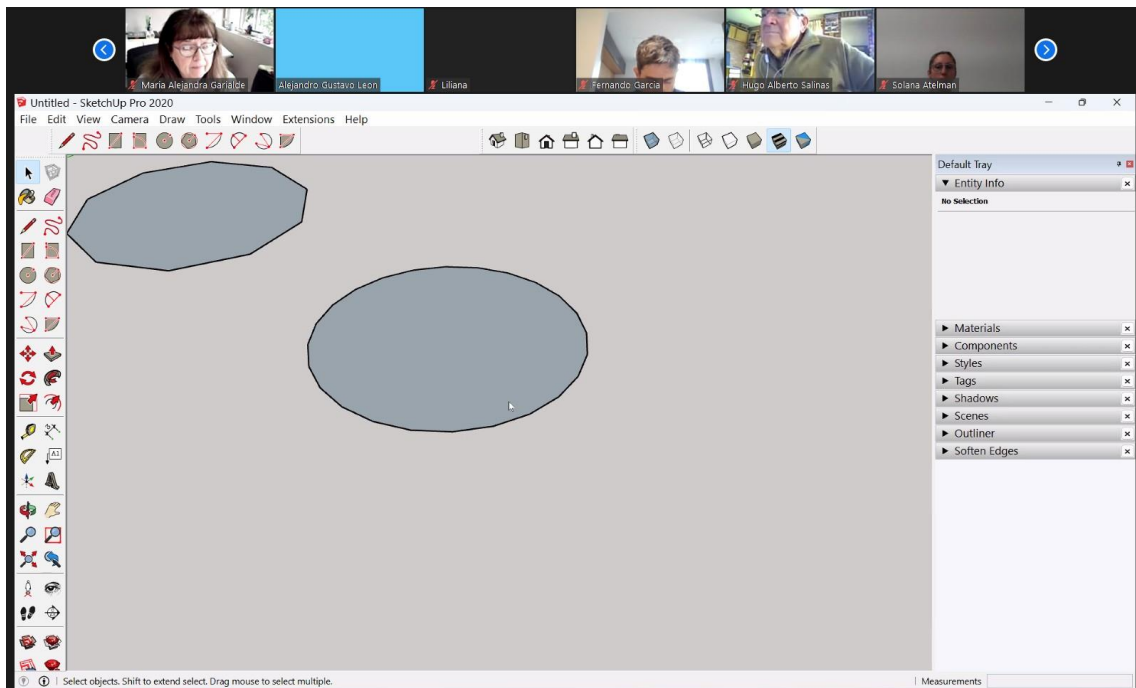 Maria Alejandra Garialde
Alejandro Gustavo Leon
Liliana
Fernando Garcia
Hugo Alberto Salinas
Solana Atelman
Untitled - SketchUp Pro 2020
File Edit View Camera Draw Tools Window Extensions Help
Default Tray
Entity Info
No Selection
Materials
Components
Styles
Tags
Shadows
Scenes
Outliner
Soften Edges
A1
Select objects. Shift to extend select. Drag mouse to select multiple.
Measurements